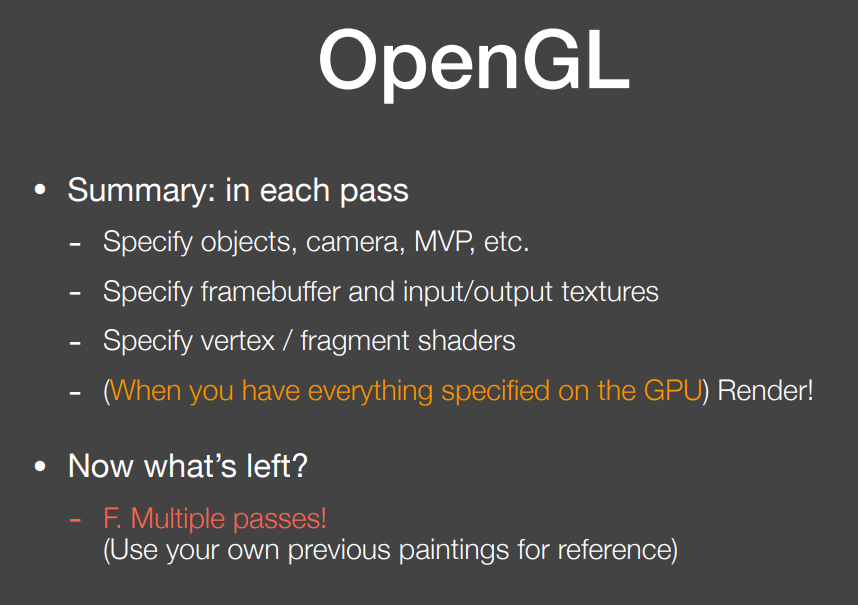 OpenGL
• Summary: in each pass
- Specify objects, camera, MVP, etc.
- Specify framebuffer and input/output textures
- Specify vertex / fragment shaders
- (When you have everything specified on the GPU) Render!
• Now what’s left?
- F. Multiple passes!
(Use your own previous paintings for reference)